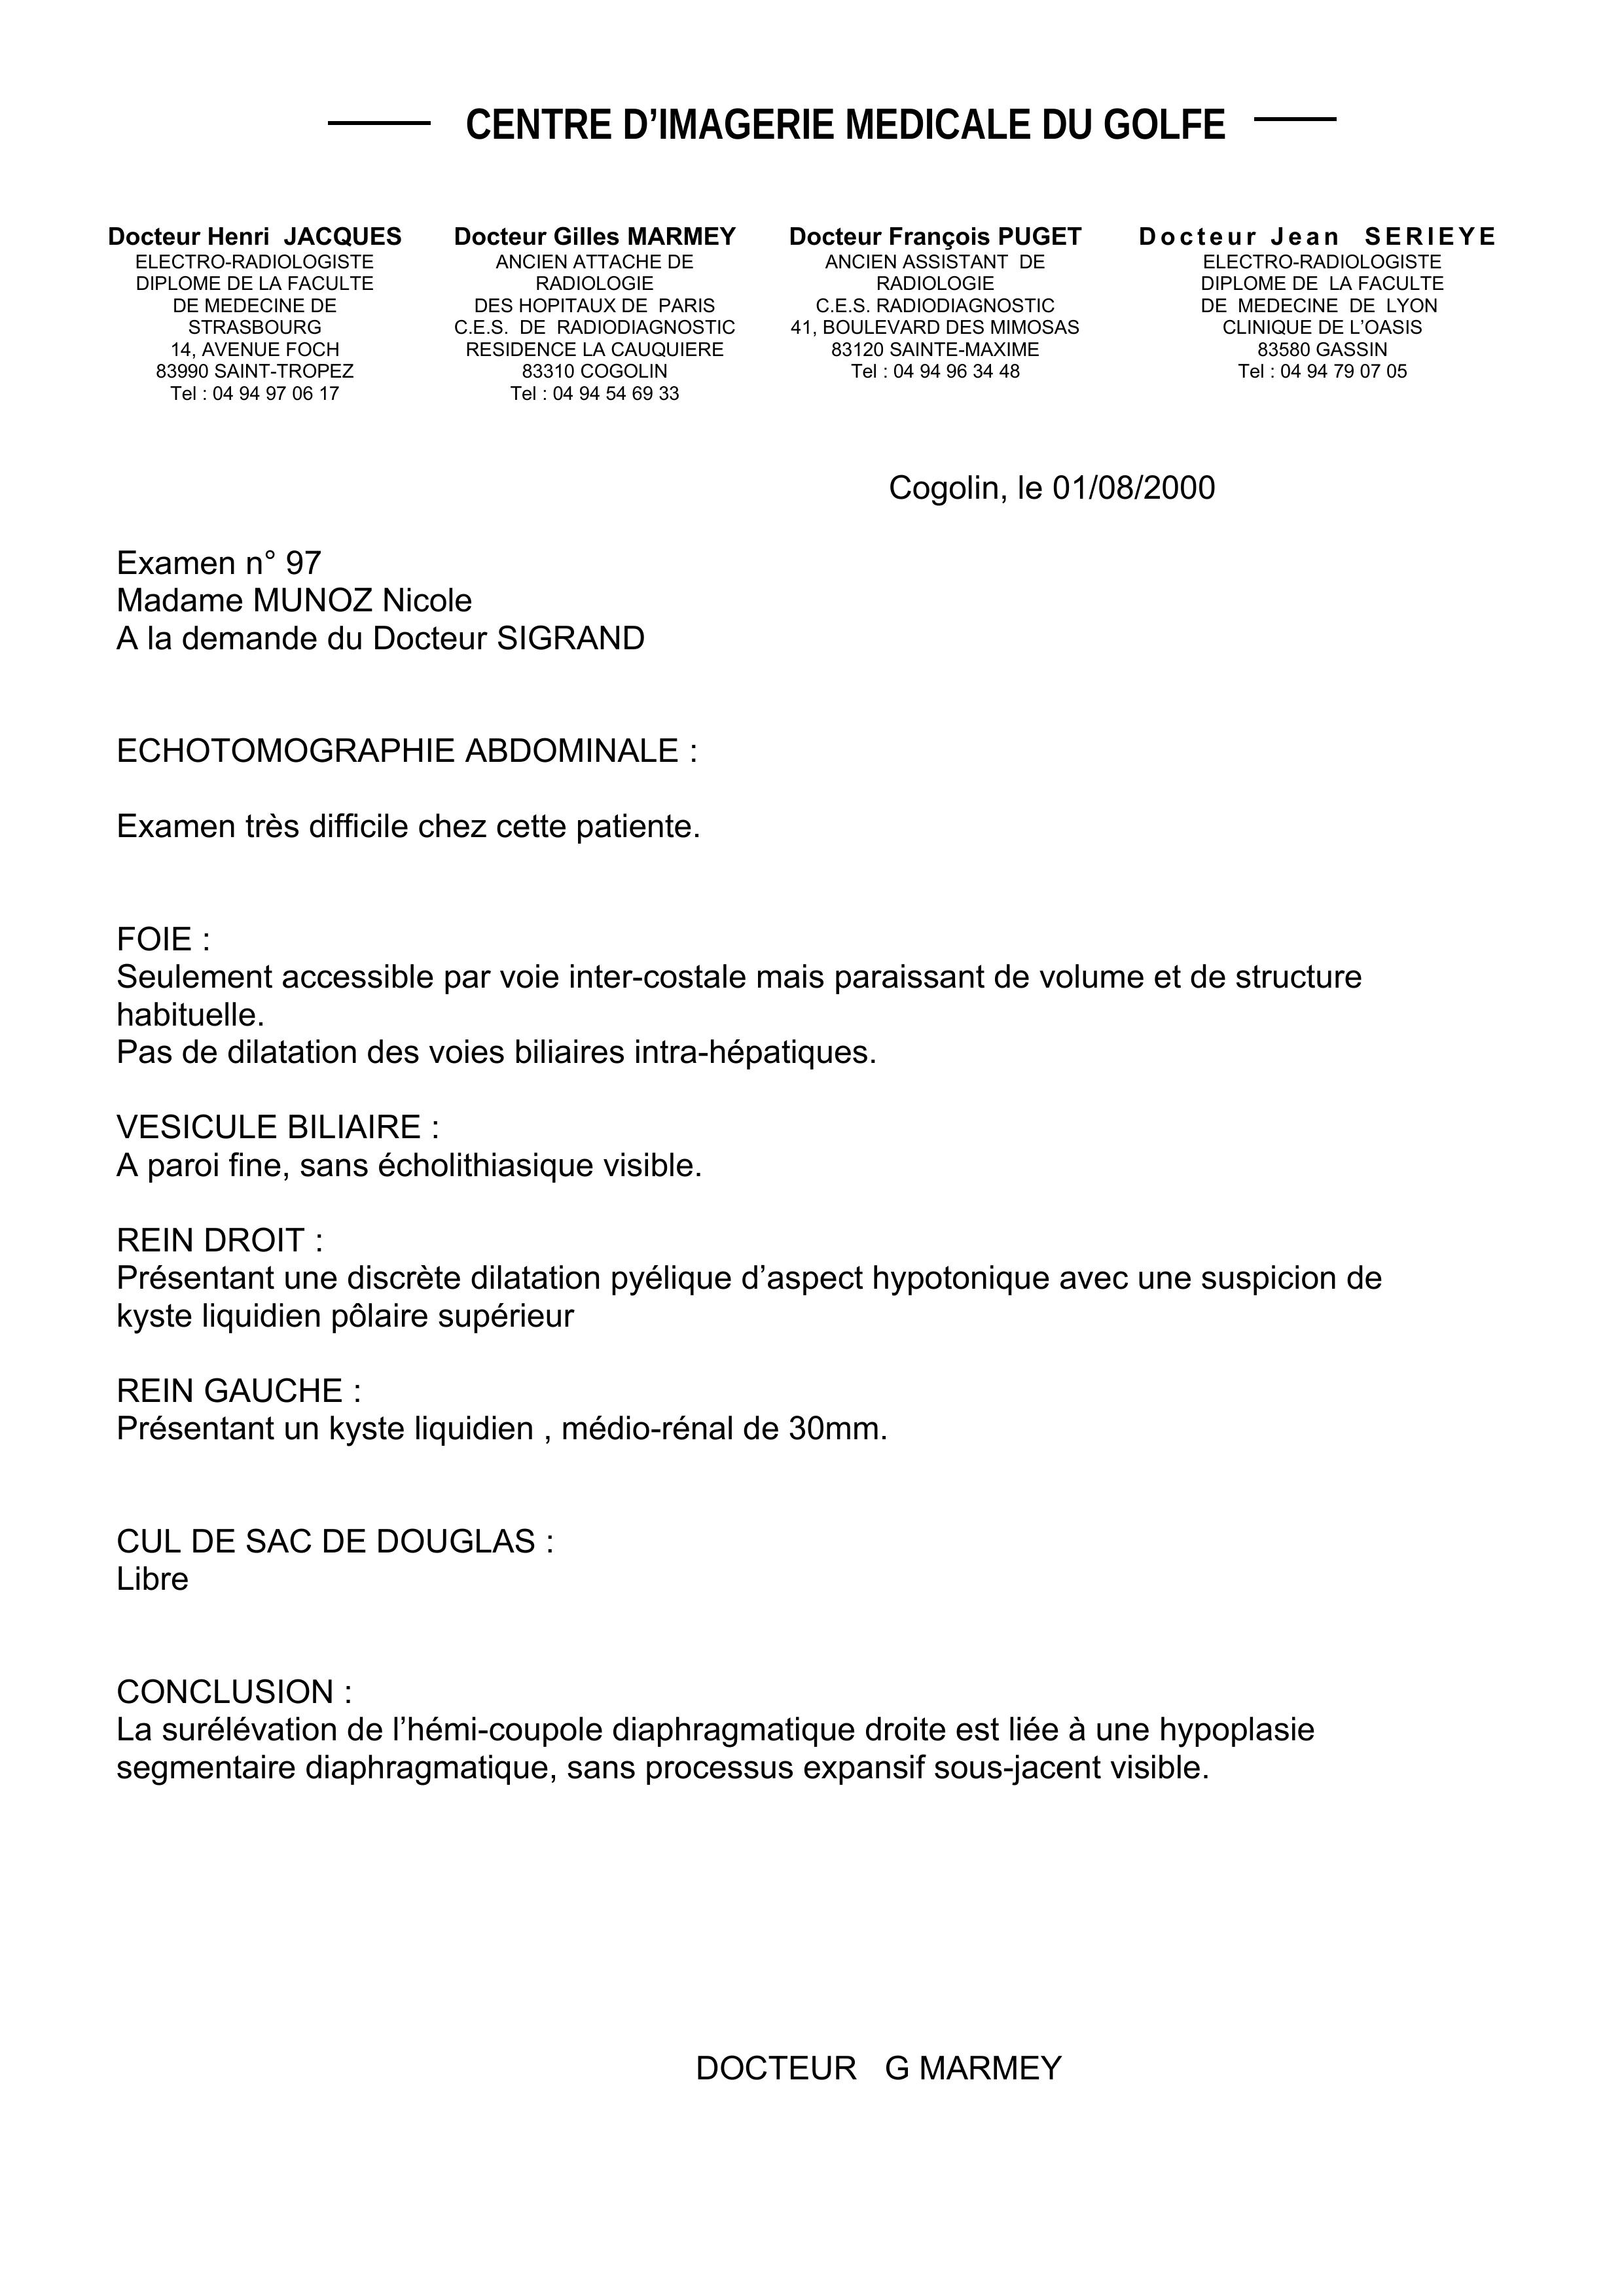 CENTRE D’IMAGERIE MEDICALE DU GOLFE
Docteur Henri JACQUES
ELECTRO-RADIOLOGISTE
DIPLOME DE LA FACULTE
DE MEDECINE DE
STRASBOURG
14, AVENUE FOCH
83990 SAINT-TROPEZ
Tel : 04 94 97 06 17
Docteur Gilles MARMEY
ANCIEN ATTACHE DE
RADIOLOGIE
DES HOPITAUX DE PARIS
C.E.S. DE RADIODIAGNOSTIC
RESIDENCE LA CAUQUIERE
83310 COGOLIN
Tel : 04 94 54 69 33
Docteur François PUGET
ANCIEN ASSISTANT DE
RADIOLOGIE
C.E.S. RADIODIAGNOSTIC
41, BOULEVARD DES MIMOSAS
83120 SAINTE-MAXIME
Tel : 04 94 96 34 48
Docteur Jean SERIEYE
ELECTRO-RADIOLOGISTE
DIPLOME DE LA FACULTE
DE MEDECINE DE LYON
CLINIQUE DE L’OASIS
83580 GASSIN
Tel : 04 94 79 07 05
Cogolin, le 01/08/2000
Examen n° 97
Madame MUNOZ Nicole
A la demande du Docteur SIGRAND
ECHOTOMOGRAPHIE ABDOMINALE :
Examen très difficile chez cette patiente.
FOIE :
Seulement accessible par voie inter-costale mais paraissant de volume et de structure
habituelle.
Pas de dilatation des voies biliaires intra-hépatiques.
VESICULE BILIAIRE :
A paroi fine, sans écholithiasique visible.
REIN DROIT :
Présentant une discrète dilatation pyélique d’aspect hypotonique avec une suspicion de
kyste liquidien pôlaire supérieur
REIN GAUCHE :
Présentant un kyste liquidien , médio-rénal de 30mm.
CUL DE SAC DE DOUGLAS :
Libre
CONCLUSION :
La surélévation de l’hémi-coupole diaphragmatique droite est liée à une hypoplasie
segmentaire diaphragmatique, sans processus expansif sous-jacent visible.
DOCTEUR G MARMEY